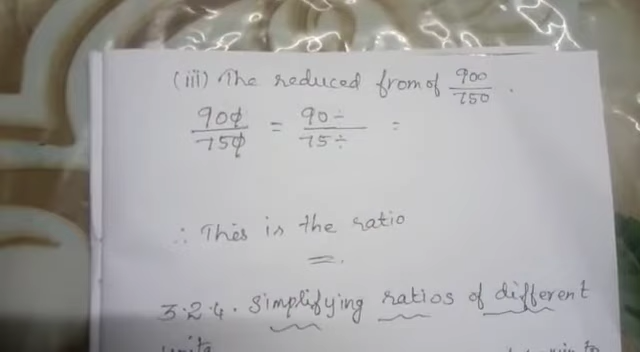 (iii) The reduced from of 900/750.
900/750 = 90÷/75÷ =
∴ This is the ratio
3.2.4. Simplifying ratios of different
units